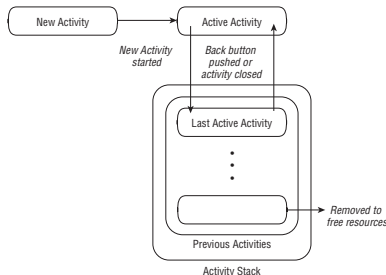 New Activity
Active Activity
New Activity
started
Back button
pushed or
activity closed
Last Active Activity
Removed to
free resources
Previous Activities
Activity Stack